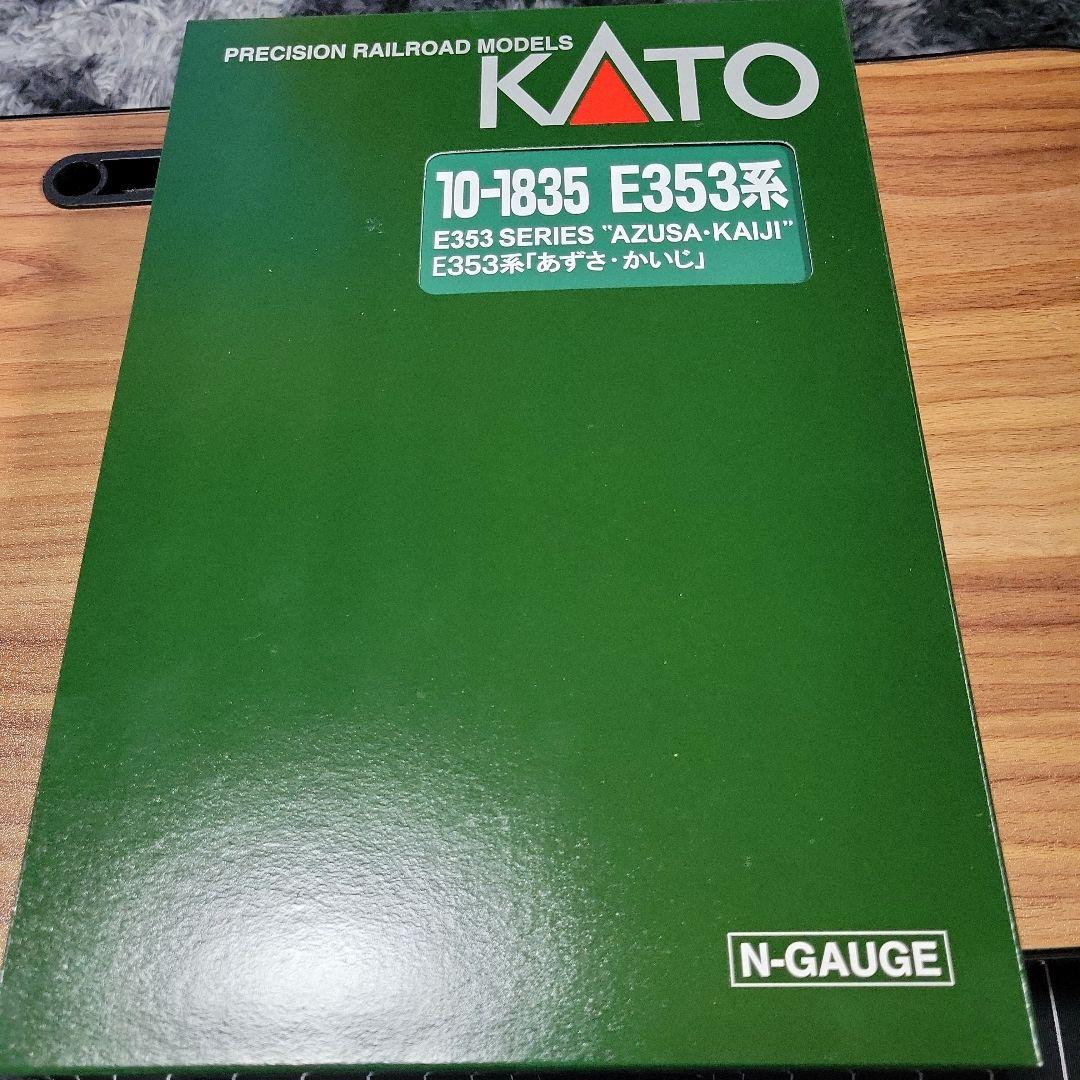 PRECISION RAILROAD MODELS
KATO
10-1835 E353系
E353 SERIES "AZUSA・KAIJI"
E353系「あずさ・かいじ」
N-GAUGE